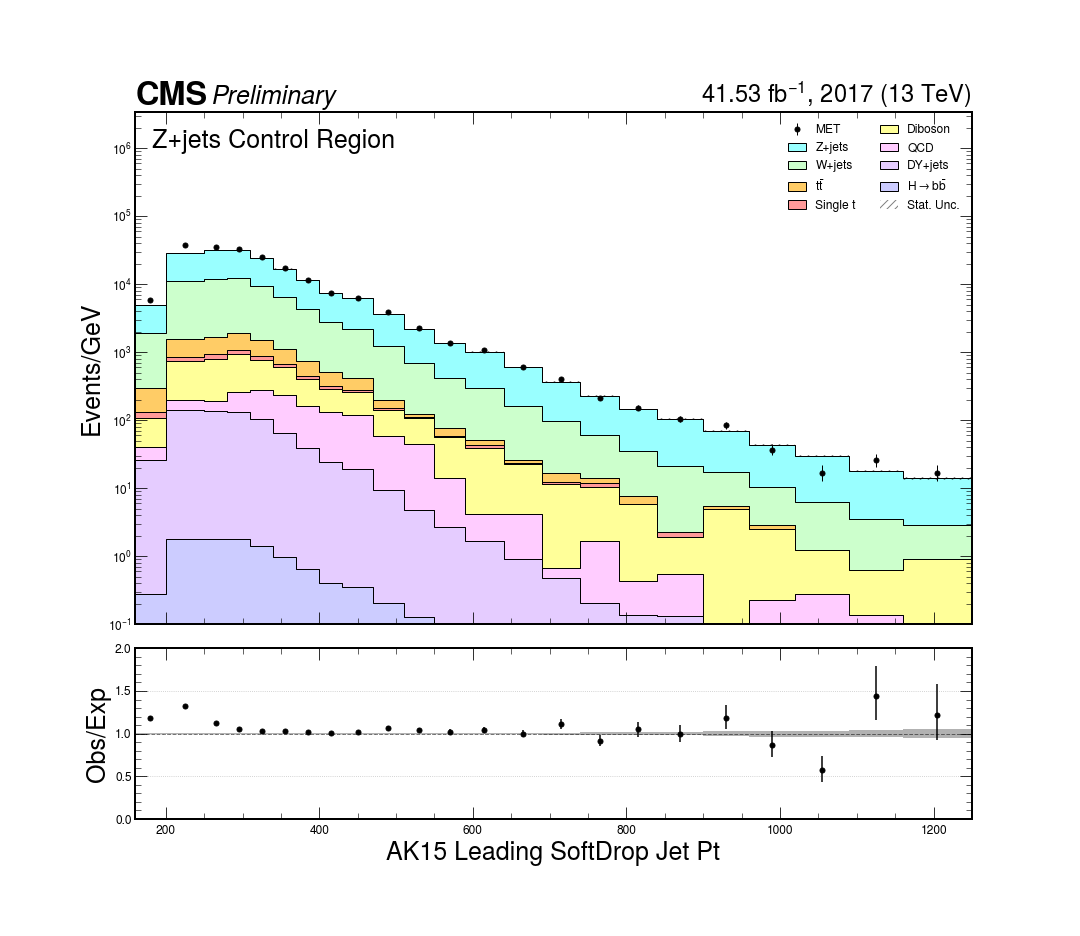 CMS Preliminary
41.53 fb⁻¹, 2017 (13 TeV)
Z+jets Control Region
MET
Z+jets
W+jets
tt̄
Single t
Diboson
QCD
DY+jets
H→bb̄
Stat. Unc.
Events/GeV
10⁶
10⁵
10⁴
10³
10²
10¹
10⁰
10⁻¹
Obs/Exp
2.0
1.5
1.0
0.5
0.0
200 400 600 800 1000 1200
AK15 Leading SoftDrop Jet Pt